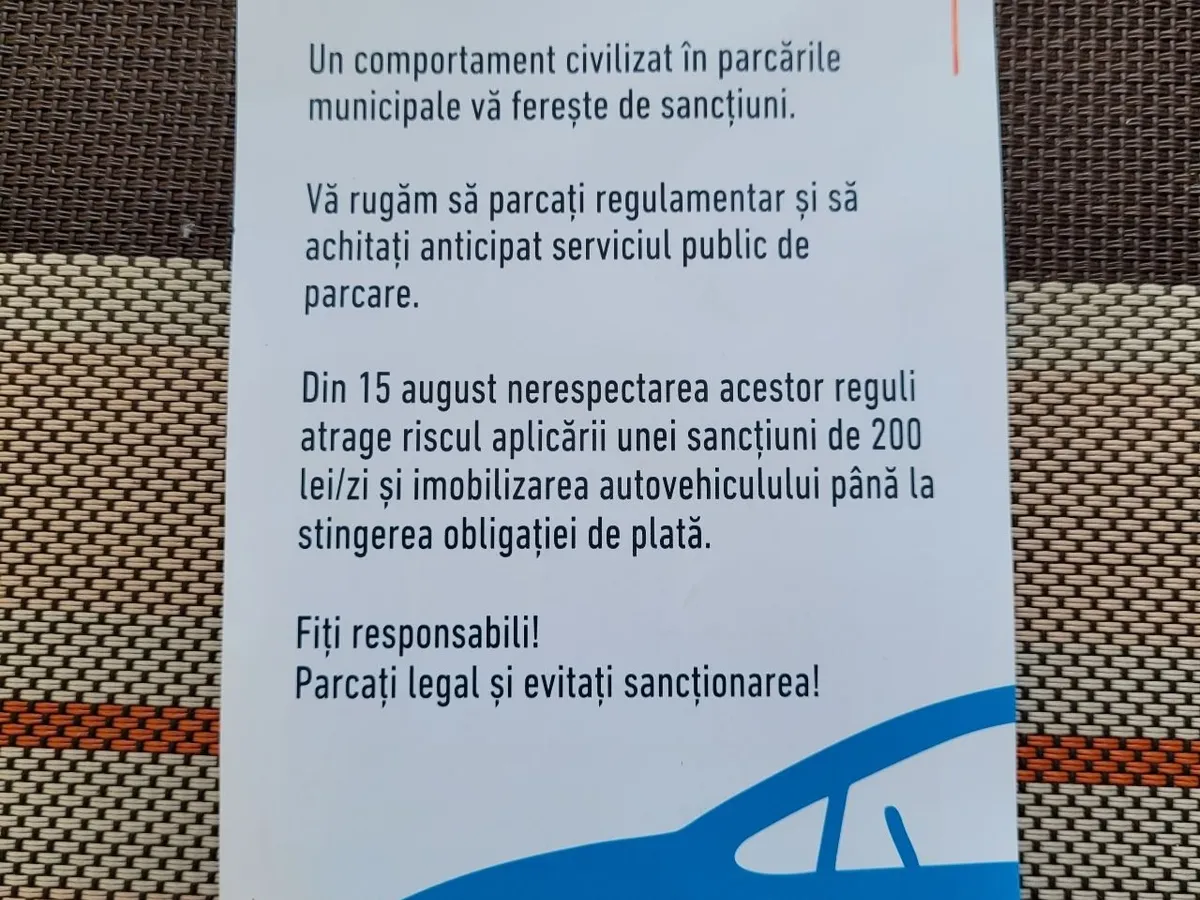 Un comportament civilizat în parcările
municipale vă ferește de sancțiuni.
Vă rugăm să parcați regulamentar și să
achitați anticipat serviciul public de
parcare.
Din 15 august nerespectarea acestor reguli
atrage riscul aplicării unei sancțiuni de 200
lei/zi și imobilizarea autovehiculului până la
stingerea obligației de plată.
Fiți responsabili!
Parcați legal și evitați sancționarea!